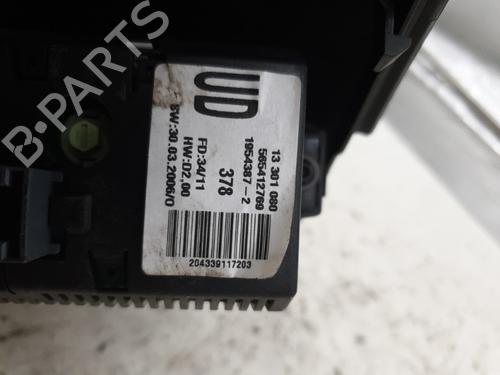 UD
13 301 080
565412769
1954387-2
378
FD:34/11
HW:D2,00
SW:30.03.2006/0
204339117203
B-PARTS